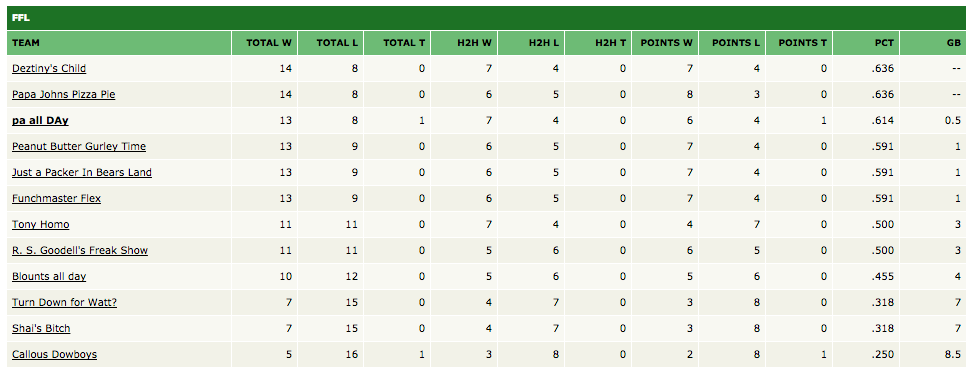 FFL
TEAM TOTAL W TOTAL L TOTAL T H2H W H2H L H2H T POINTS W POINTS L POINTS T PCT GB
Deztiny's Child 14 8 0 7 4 0 7 4 0 .636 --
Papa Johns Pizza Pie 14 8 0 6 5 0 8 3 0 .636 --
pa all DAy 13 8 1 7 4 0 6 4 1 .614 0.5
Peanut Butter Gurley Time 13 9 0 6 5 0 7 4 0 .591 1
Just a Packer In Bears Land 13 9 0 6 5 0 7 4 0 .591 1
Funchmaster Flex 13 9 0 6 5 0 7 4 0 .591 1
Tony Homo 11 11 0 7 4 0 4 7 0 .500 3
R. S. Goodell's Freak Show 11 11 0 5 6 0 6 5 0 .500 3
Blounts all day 10 12 0 5 6 0 5 6 0 .455 4
Turn Down for Watt? 7 15 0 4 7 0 3 8 0 .318 7
Shai's Bitch 7 15 0 4 7 0 3 8 0 .318 7
Callous Dowboys 5 16 1 3 8 0 2 8 1 .250 8.5